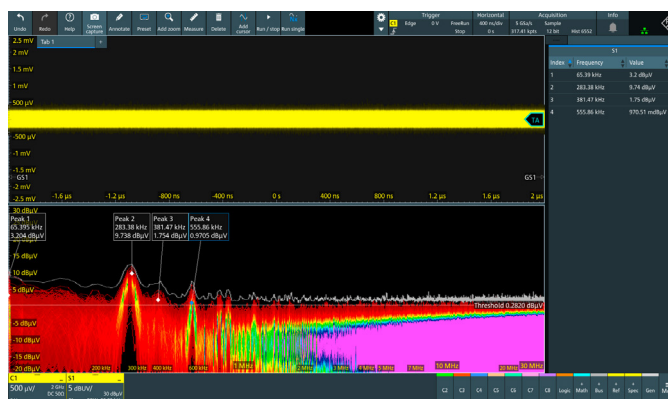 Undo
Redo
Help
Screen capture
Annotate
Preset
Add zoom
Measure
Delete
Add cursor
Run / stop
Run single
Trigger
C1 Edge 0 V FreeRun
Stop
Horizontal
400 ns/div
0 s
Acquisition
5 GSa/s Sample
317.41 kpts 12 bit Hist 6552
Info
Tab 1 +
2.5 mV
2 mV
1.5 mV
1 mV
500 µV
-500 µV
-1 mV
-1.5 mV
-2 mV
-2.5 mV
GS1
GS1
TA
-1.6 µs -1.2 µs -800 ns -400 ns 0 s 400 ns 800 ns 1.2 µs 1.6 µs 2 µs
S1
Index Frequency Value
1 65.39 kHz 3.2 dBµV
2 283.38 kHz 9.74 dBµV
3 381.47 kHz 1.75 dBµV
4 555.86 kHz 970.51 mdBµV
30 dBµV
Peak 1
65.395 kHz
3.204 dBµV
Peak 2
283.38 kHz
9.738 dBµV
Peak 3
381.47 kHz
1.754 dBµV
Peak 4
555.86 kHz
0.9705 dBµV
15 dBµV
10 dBµV
5 dBµV
Threshold 0.2820 dBµV
-5 dBµV
-10 dBµV
-15 dBµV
-20 dBµV
200 kHz 300 kHz 400 kHz 600 kHz 1 MHz 2 MHz 3 MHz 4 MHz 5 MHz 7 MHz 10 MHz 20 MHz 30 MHz
C1
500 µV/
2 GHz
DC 50Ω
S1
5 dBUV/
30 dBµV
C2 C3 C4 C5 C6 C7 C8 Logic Math Bus Ref Spec Gen